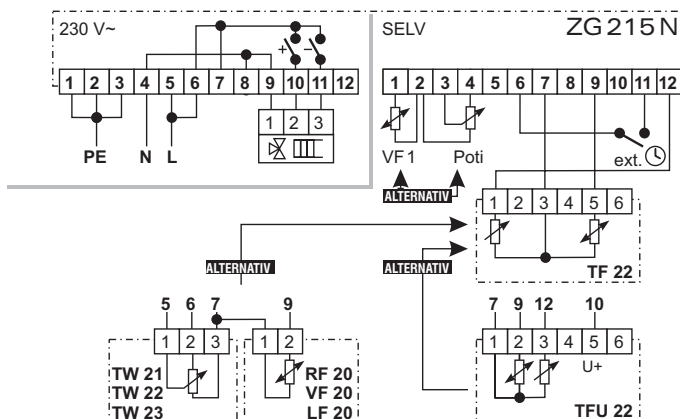 230 V~
SELV
ZG 215 N
+ −
1 2 3 4 5 6 7 8 9 10 11 12
1 2 3 4 5 6 7 8 9 10 11 12
1 2 3
PE N L
VF1
Poti
ext.
ALTERNATIV
1 2 3 4 5 6
TF 22
ALTERNATIV
ALTERNATIV
5 6 7
9
7 9 12 10
1 2 3
1 2
1 2 3 4 5 6
U+
TW 21
TW 22
TW 23
RF 20
VF 20
LF 20
TFU 22